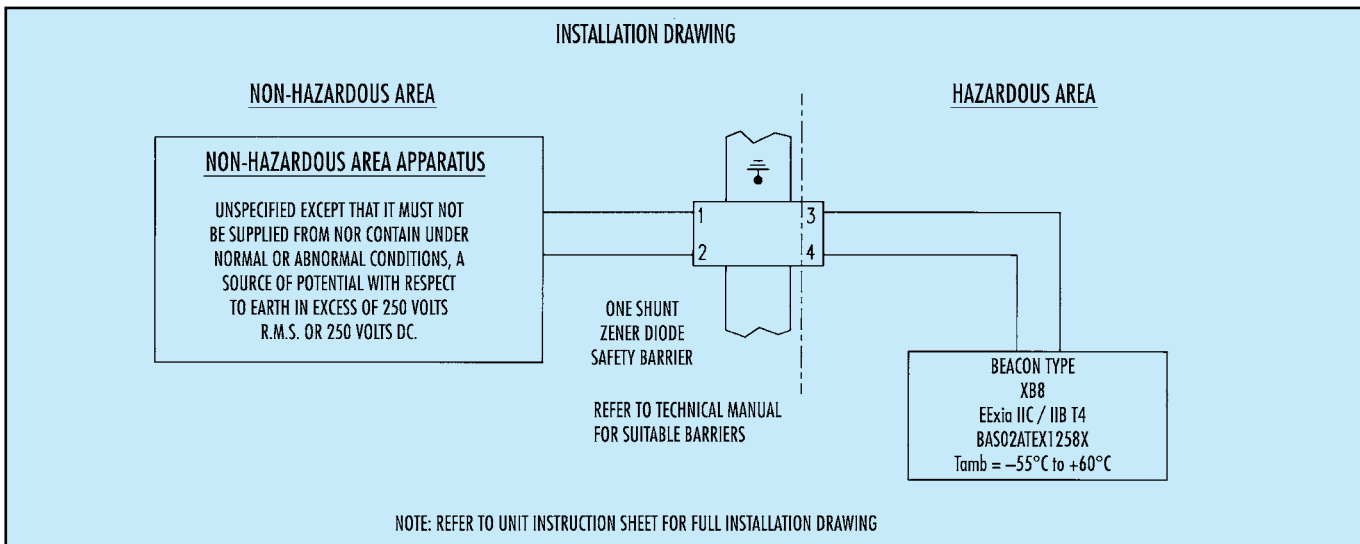 INSTALLATION DRAWING
NON-HAZARDOUS AREA
HAZARDOUS AREA
NON-HAZARDOUS AREA APPARATUS
UNSPECIFIED EXCEPT THAT IT MUST NOT
BE SUPPLIED FROM NOR CONTAIN UNDER
NORMAL OR ABNORMAL CONDITIONS, A
SOURCE OF POTENTIAL WITH RESPECT
TO EARTH IN EXCESS OF 250 VOLTS
R.M.S. OR 250 VOLTS DC.
1
2
3
4
ONE SHUNT
ZENER DIODE
SAFETY BARRIER
REFER TO TECHNICAL MANUAL
FOR SUITABLE BARRIERS
BEACON TYPE
XB8
EExia IIC / IIB T4
BAS02ATEX1258X
Tamb = –55°C to +60°C
NOTE: REFER TO UNIT INSTRUCTION SHEET FOR FULL INSTALLATION DRAWING